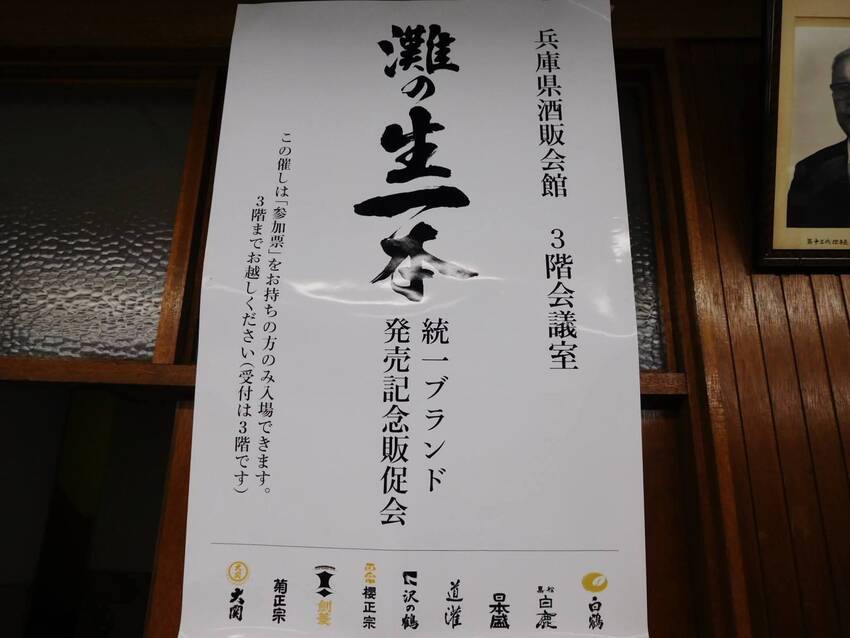 兵庫県酒販会館　3階会議室
灘の生一本
統一ブランド
発売記念販促会
この催しは「参加票」をお持ちの方のみ入場できます。
3階までお越しください（受付は3階です）
白鶴
黒松
白鹿
日本盛
道灌
沢の鶴
櫻正宗
剣菱
菊正宗
大関